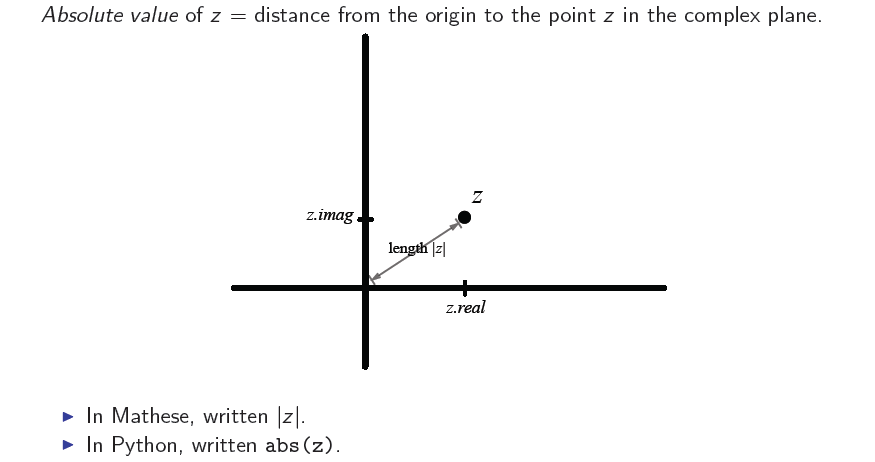 Absolute value of z = distance from the origin to the point z in the complex plane.
z
z.imag
length |z|
z.real
▶ In Mathese, written |z|.
▶ In Python, written abs(z).